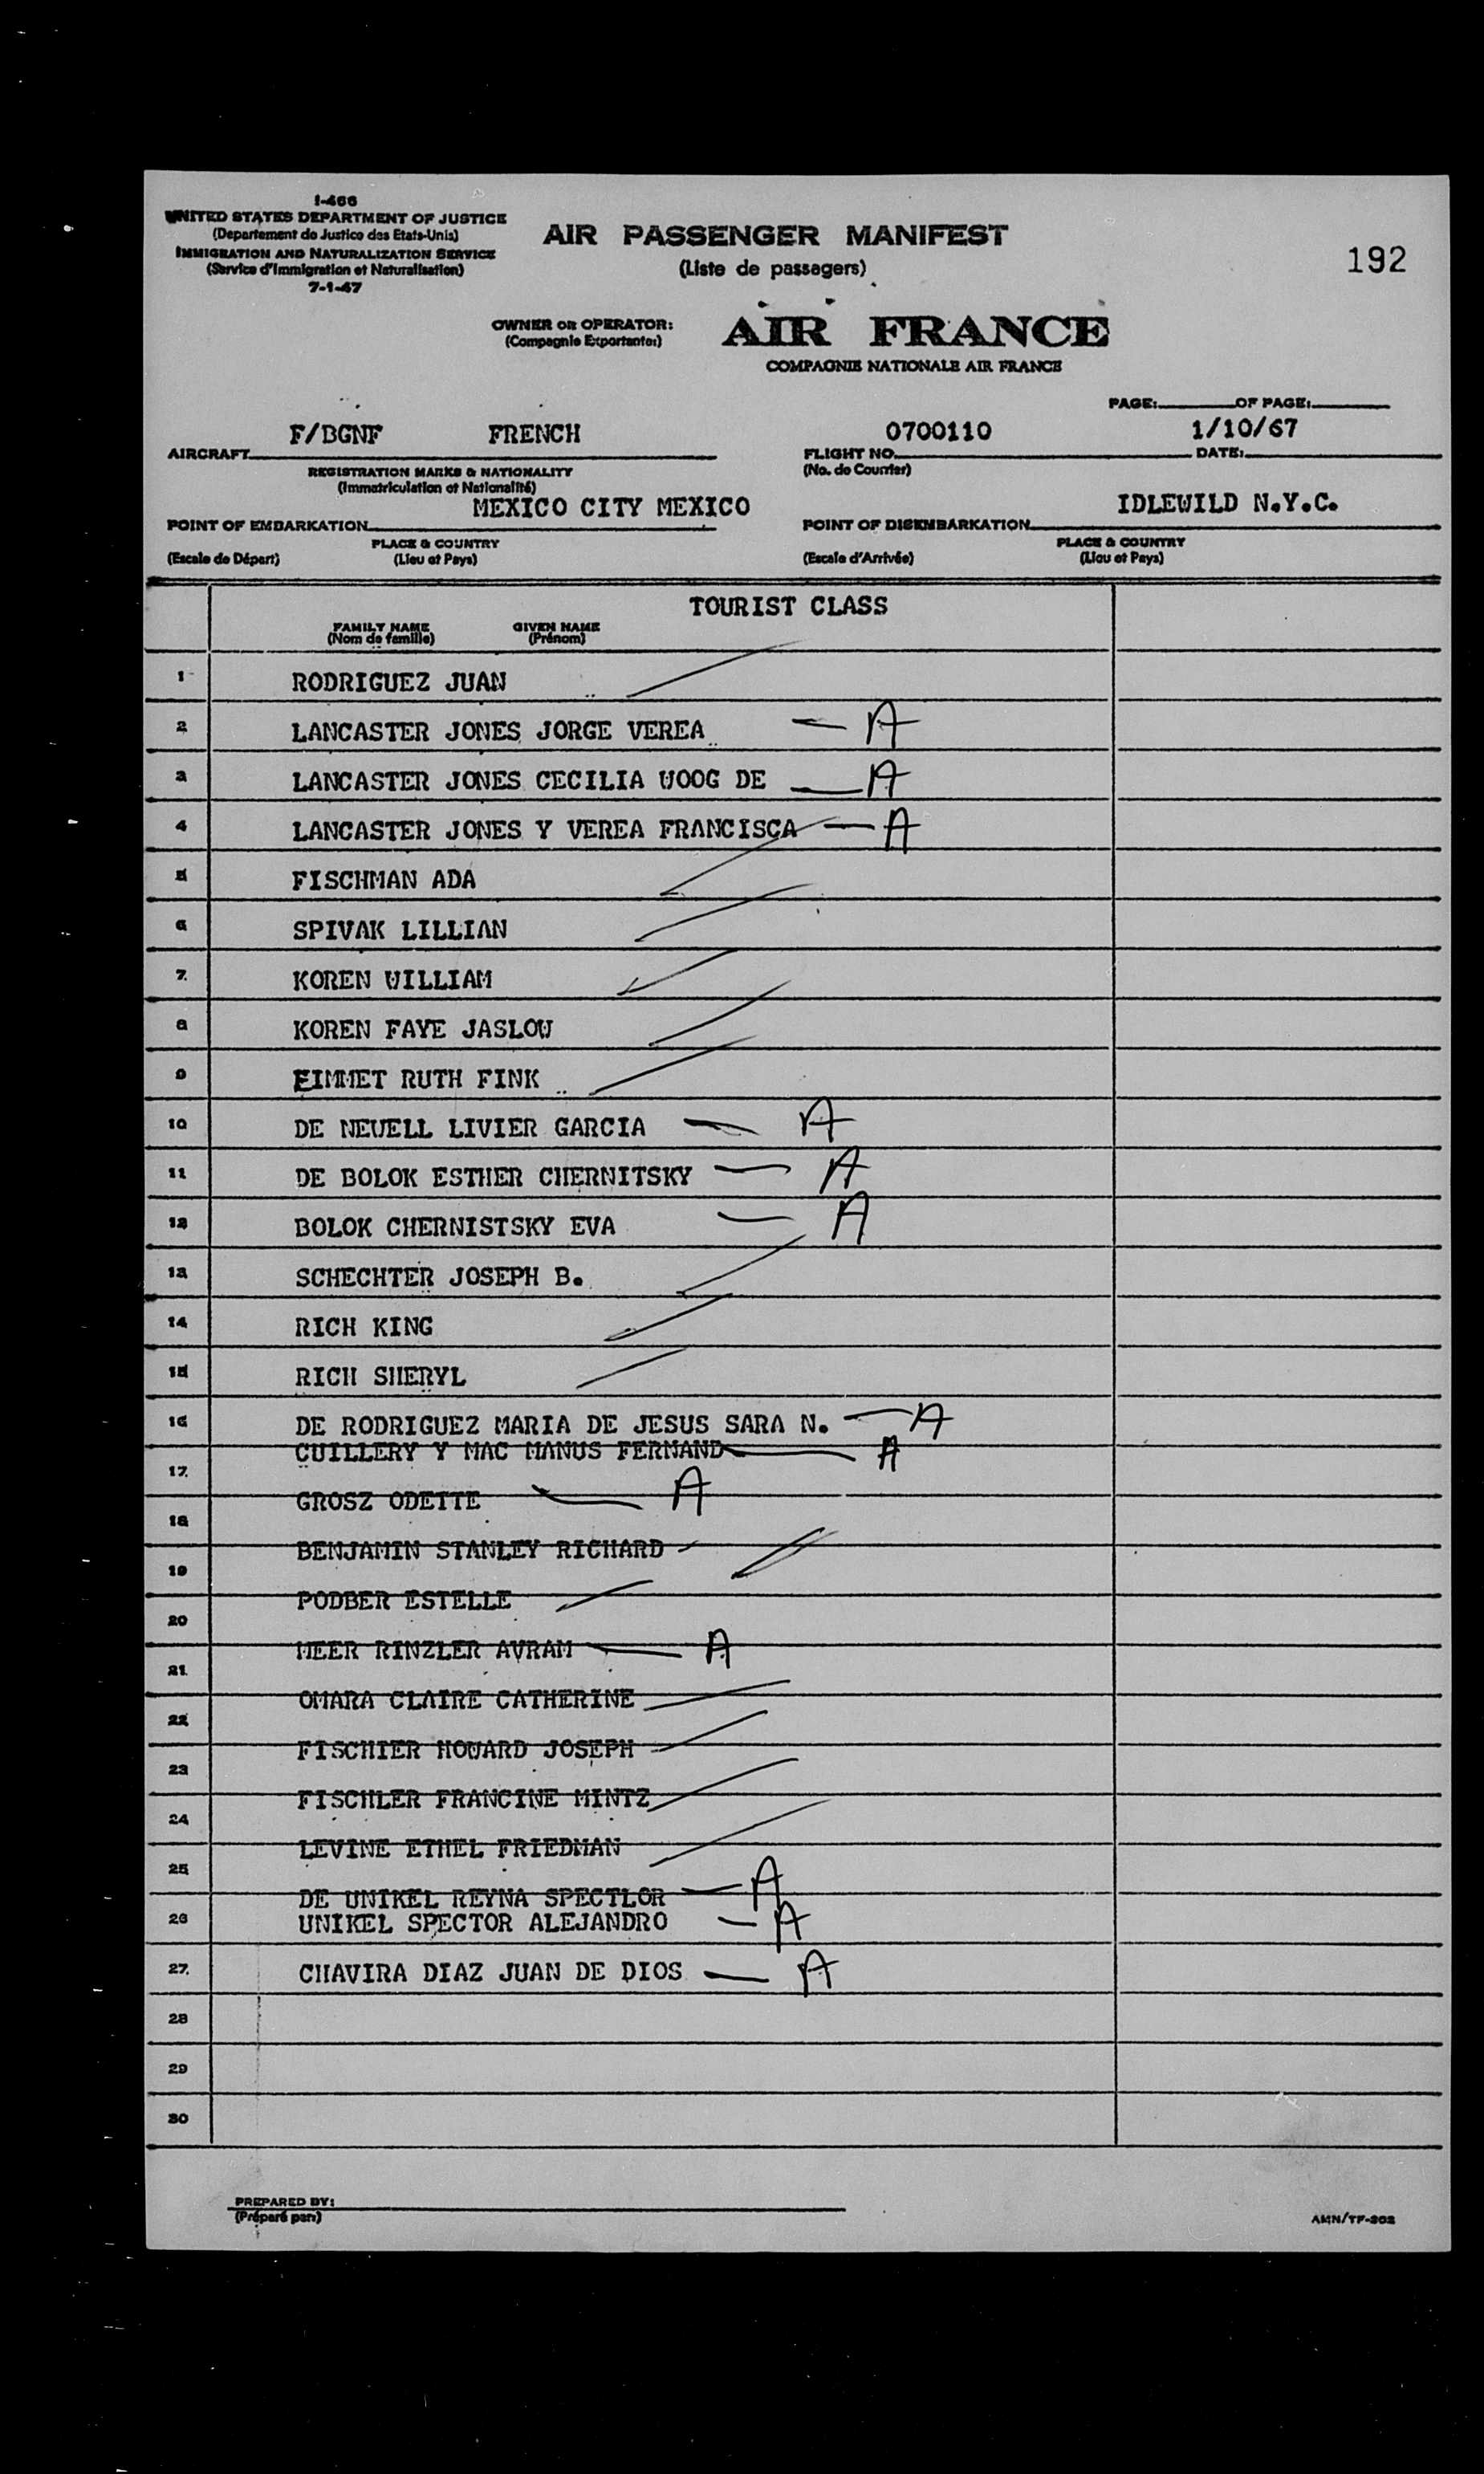 I-466
UNITED STATES DEPARTMENT OF JUSTICE
(Departement de Justice des Etats-Unis)
IMMIGRATION AND NATURALIZATION SERVICE
(Service d'Immigration et Naturalisation)
7-1-47
AIR PASSENGER MANIFEST
(Liste de passagers)
192
OWNER OR OPERATOR:
(Compagnie Exportante:)
AIR FRANCE
COMPAGNIE NATIONALE AIR FRANCE
PAGE: OF PAGE:
F/BGNF FRENCH 0700110 1/10/67
AIRCRAFT FLIGHT NO. DATE:
REGISTRATION MARKS & NATIONALITY (No. de Courrier)
(Immatriculation et Nationalité)
MEXICO CITY MEXICO IDLEWILD N.Y.C.
POINT OF EMBARKATION POINT OF DISEMBARKATION
PLACE & COUNTRY PLACE & COUNTRY
(Escale de Départ) (Lieu et Pays) (Escale d'Arrivée) (Lieu et Pays)
TOURIST CLASS
FAMILY NAME GIVEN NAME
(Nom de famille) (Prénom)
1 RODRIGUEZ JUAN
2 LANCASTER JONES JORGE VEREA — A
3 LANCASTER JONES CECILIA WOOG DE — A
4 LANCASTER JONES Y VEREA FRANCISCA — A
5 FISCHMAN ADA
6 SPIVAK LILLIAN
7. KOREN WILLIAM
8 KOREN FAYE JASLOW
9 EIMMET RUTH FINK
10 DE NEWELL LIVIER GARCIA — A
11 DE BOLOK ESTHER CHERNITSKY — A
12 BOLOK CHERNISTSKY EVA — A
13 SCHECHTER JOSEPH B.
14 RICH KING
15 RICH SHERYL
16 DE RODRIGUEZ MARIA DE JESUS SARA N. — A
CUILLERY Y MAC MANUS FERNAND — A
17.
GROSZ ODETTE — A
18
BENJAMIN STANLEY RICHARD
19
PODBER ESTELLE
20
MEER RINZLER AVRAM — A
21.
OMARA CLAIRE CATHERINE
22
FISCHIER HOWARD JOSEPH
23
FISCHLER FRANCINE MINTZ
24
LEVINE ETHEL FRIEDMAN
25
DE UNIKEL REYNA SPECTLOR — A
26 UNIKEL SPECTOR ALEJANDRO — A
27. CHAVIRA DIAZ JUAN DE DIOS — A
28
29
30
PREPARED BY:
(Préparé par:)
AMN/TF-302